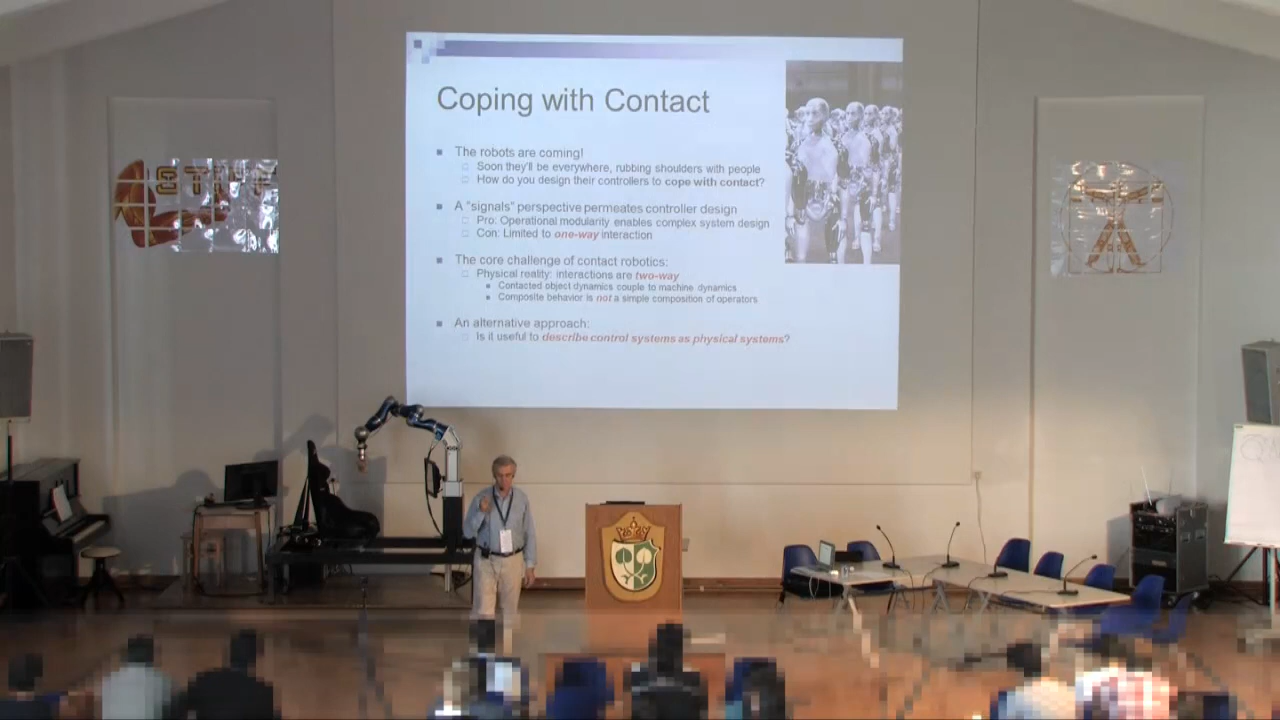 Coping with Contact
The robots are coming!
Soon they'll be everywhere, rubbing shoulders with people
How do you design their controllers to cope with contact?
A "signals" perspective permeates controller design
Pro: Operational modularity enables complex system design
Con: Limited to one-way interaction
The core challenge of contact robotics:
Physical reality: interactions are two-way
Contacted object dynamics couple to machine dynamics
Composite behavior is not a simple composition of operators
An alternative approach:
Is it useful to describe control systems as physical systems?